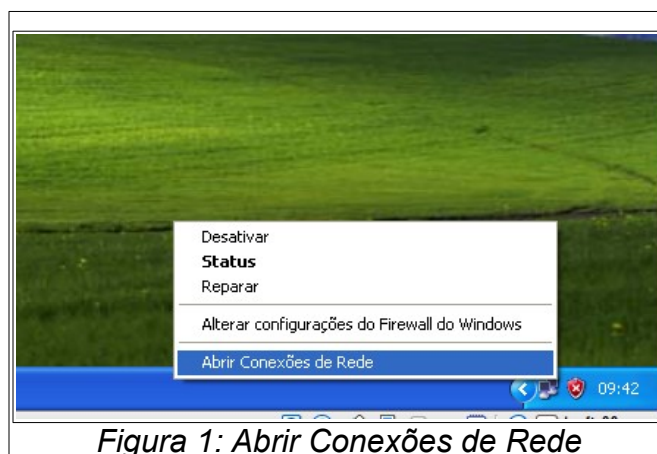 Desativar
Status
Reparar
Alterar configurações do Firewall do Windows
Abrir Conexões de Rede
09:42
Figura 1: Abrir Conexões de Rede